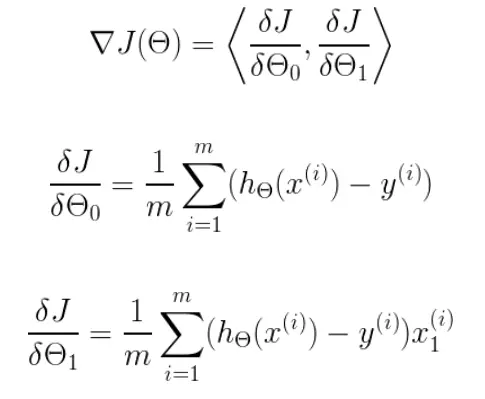 ∇J(Θ) = ⟨δJ/δΘ₀, δJ/δΘ₁⟩
δJ/δΘ₀ = 1/m ∑_{i=1}^{m} (h_Θ(x^{(i)}) − y^{(i)})
δJ/δΘ₁ = 1/m ∑_{i=1}^{m} (h_Θ(x^{(i)}) − y^{(i)})x₁^{(i)}